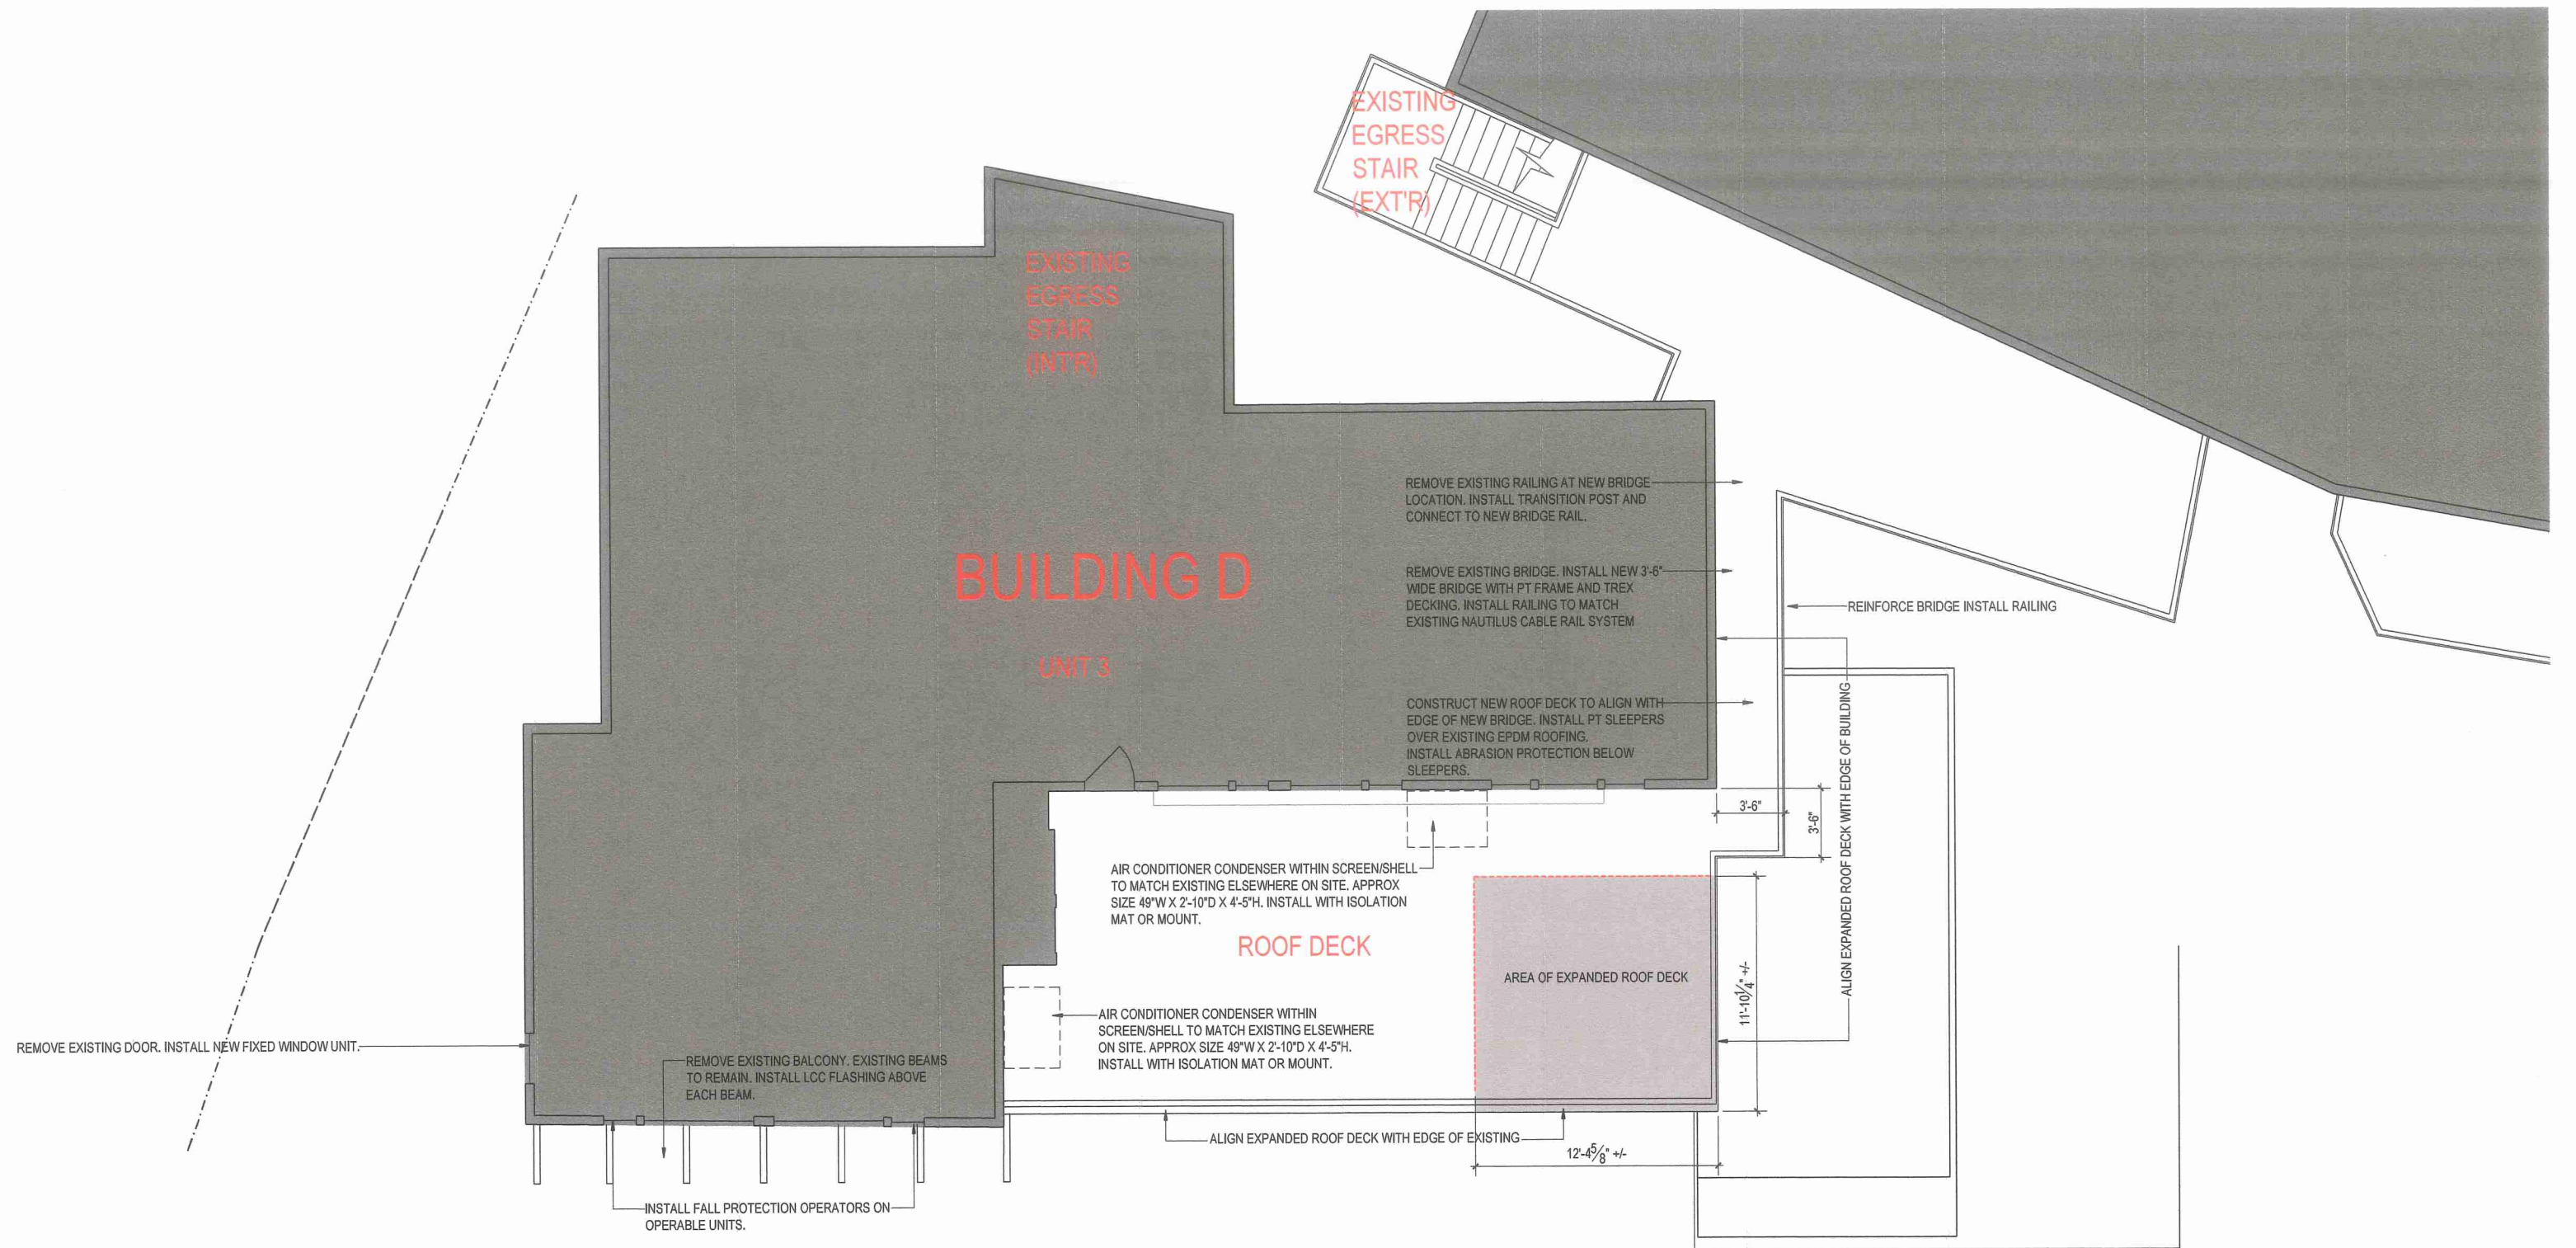 EXISTING
EGRESS
STAIR
(EXT'R)
EXISTING
EGRESS
STAIR
(INT'R)
BUILDING D
UNIT 3
REMOVE EXISTING RAILING AT NEW BRIDGE
LOCATION. INSTALL TRANSITION POST AND
CONNECT TO NEW BRIDGE RAIL.
REMOVE EXISTING BRIDGE. INSTALL NEW 3'-6"
WIDE BRIDGE WITH PT FRAME AND TREX
DECKING. INSTALL RAILING TO MATCH
EXISTING NAUTILUS CABLE RAIL SYSTEM
REINFORCE BRIDGE INSTALL RAILING
CONSTRUCT NEW ROOF DECK TO ALIGN WITH
EDGE OF NEW BRIDGE. INSTALL PT SLEEPERS
OVER EXISTING EPDM ROOFING.
INSTALL ABRASION PROTECTION BELOW
SLEEPERS.
3'-6"
3'-6"
ALIGN EXPANDED ROOF DECK WITH EDGE OF BUILDING
AIR CONDITIONER CONDENSER WITHIN SCREEN/SHELL
TO MATCH EXISTING ELSEWHERE ON SITE. APPROX
SIZE 49"W X 2'-10"D X 4'-5"H. INSTALL WITH ISOLATION
MAT OR MOUNT.
ROOF DECK
AREA OF EXPANDED ROOF DECK
11'-10 1/4" +/-
AIR CONDITIONER CONDENSER WITHIN
SCREEN/SHELL TO MATCH EXISTING ELSEWHERE
ON SITE. APPROX SIZE 49"W X 2'-10"D X 4'-5"H.
INSTALL WITH ISOLATION MAT OR MOUNT.
REMOVE EXISTING DOOR. INSTALL NEW FIXED WINDOW UNIT.
REMOVE EXISTING BALCONY. EXISTING BEAMS
TO REMAIN. INSTALL LCC FLASHING ABOVE
EACH BEAM.
ALIGN EXPANDED ROOF DECK WITH EDGE OF EXISTING
12'-4 5/8" +/-
INSTALL FALL PROTECTION OPERATORS ON
OPERABLE UNITS.